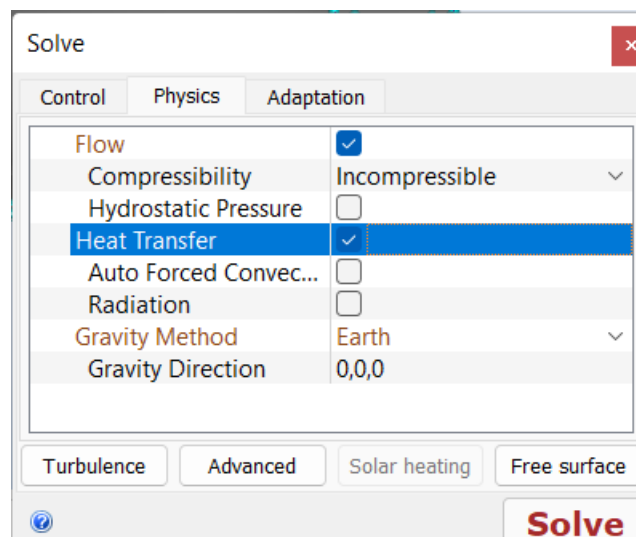 Solve
Control Physics Adaptation
Flow
Compressibility Incompressible
Hydrostatic Pressure
Heat Transfer
Auto Forced Convec...
Radiation
Gravity Method Earth
Gravity Direction 0,0,0
Turbulence Advanced Solar heating Free surface
? Solve